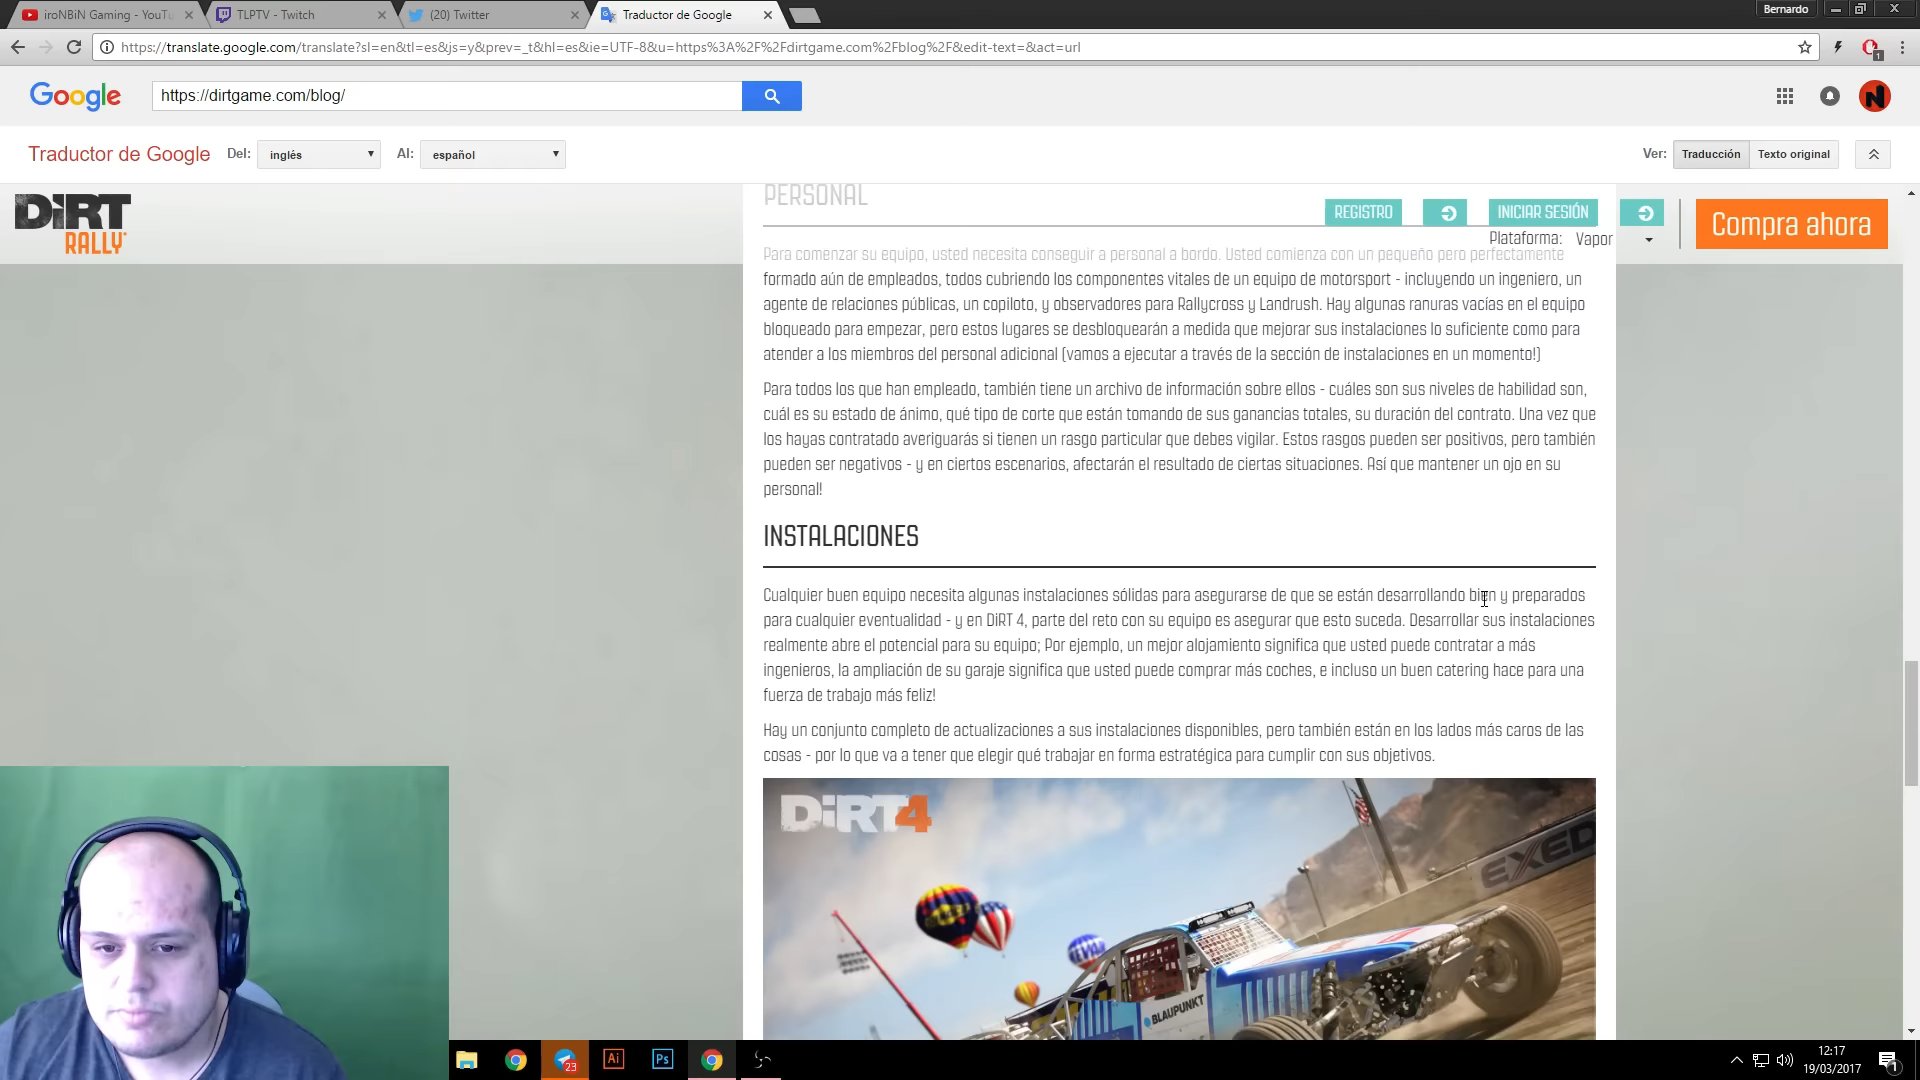 iroNBiN Gaming - YouTu
TLPTV - Twitch
(20) Twitter
Traductor de Google
Bernardo
https://translate.google.com/translate?sl=en&tl=es&js=y&prev=_t&hl=es&ie=UTF-8&u=https%3A%2F%2Fdirtgame.com%2Fblog%2F&edit-text=&act=url
1
Google
https://dirtgame.com/blog/
Traductor de Google
Del:
inglés
Al:
español
Ver:
Traducción
Texto original
DiRT
RALLY
PERSONAL
REGISTRO
INICIAR SESIÓN
Plataforma: Vapor
Compra ahora
Para comenzar su equipo, usted necesita conseguir a personal a bordo. Usted comienza con un pequeño pero perfectamente
formado aún de empleados, todos cubriendo los componentes vitales de un equipo de motorsport - incluyendo un ingeniero, un
agente de relaciones públicas, un copiloto, y observadores para Rallycross y Landrush. Hay algunas ranuras vacías en el equipo
bloqueado para empezar, pero estos lugares se desbloquearán a medida que mejorar sus instalaciones lo suficiente como para
atender a los miembros del personal adicional (vamos a ejecutar a través de la sección de instalaciones en un momento!)
Para todos los que han empleado, también tiene un archivo de información sobre ellos - cuáles son sus niveles de habilidad son,
cuál es su estado de ánimo, qué tipo de corte que están tomando de sus ganancias totales, su duración del contrato. Una vez que
los hayas contratado averiguarás si tienen un rasgo particular que debes vigilar. Estos rasgos pueden ser positivos, pero también
pueden ser negativos - y en ciertos escenarios, afectarán el resultado de ciertas situaciones. Así que mantener un ojo en su
personal!
INSTALACIONES
Cualquier buen equipo necesita algunas instalaciones sólidas para asegurarse de que se están desarrollando bien y preparados
para cualquier eventualidad - y en DiRT 4, parte del reto con su equipo es asegurar que esto suceda. Desarrollar sus instalaciones
realmente abre el potencial para su equipo; Por ejemplo, un mejor alojamiento significa que usted puede contratar a más
ingenieros, la ampliación de su garaje significa que usted puede comprar más coches, e incluso un buen catering hace para una
fuerza de trabajo más feliz!
Hay un conjunto completo de actualizaciones a sus instalaciones disponibles, pero también están en los lados más caros de las
cosas - por lo que va a tener que elegir qué trabajar en forma estratégica para cumplir con sus objetivos.
DiRT4
EXED
BLAUPUNKT
23
Ai
Ps
12:17
19/03/2017
1